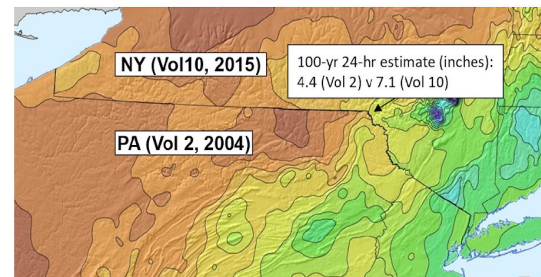 NY (Vol10, 2015)
100-yr 24-hr estimate (inches):
4.4 (Vol 2) v 7.1 (Vol 10)
PA (Vol 2, 2004)